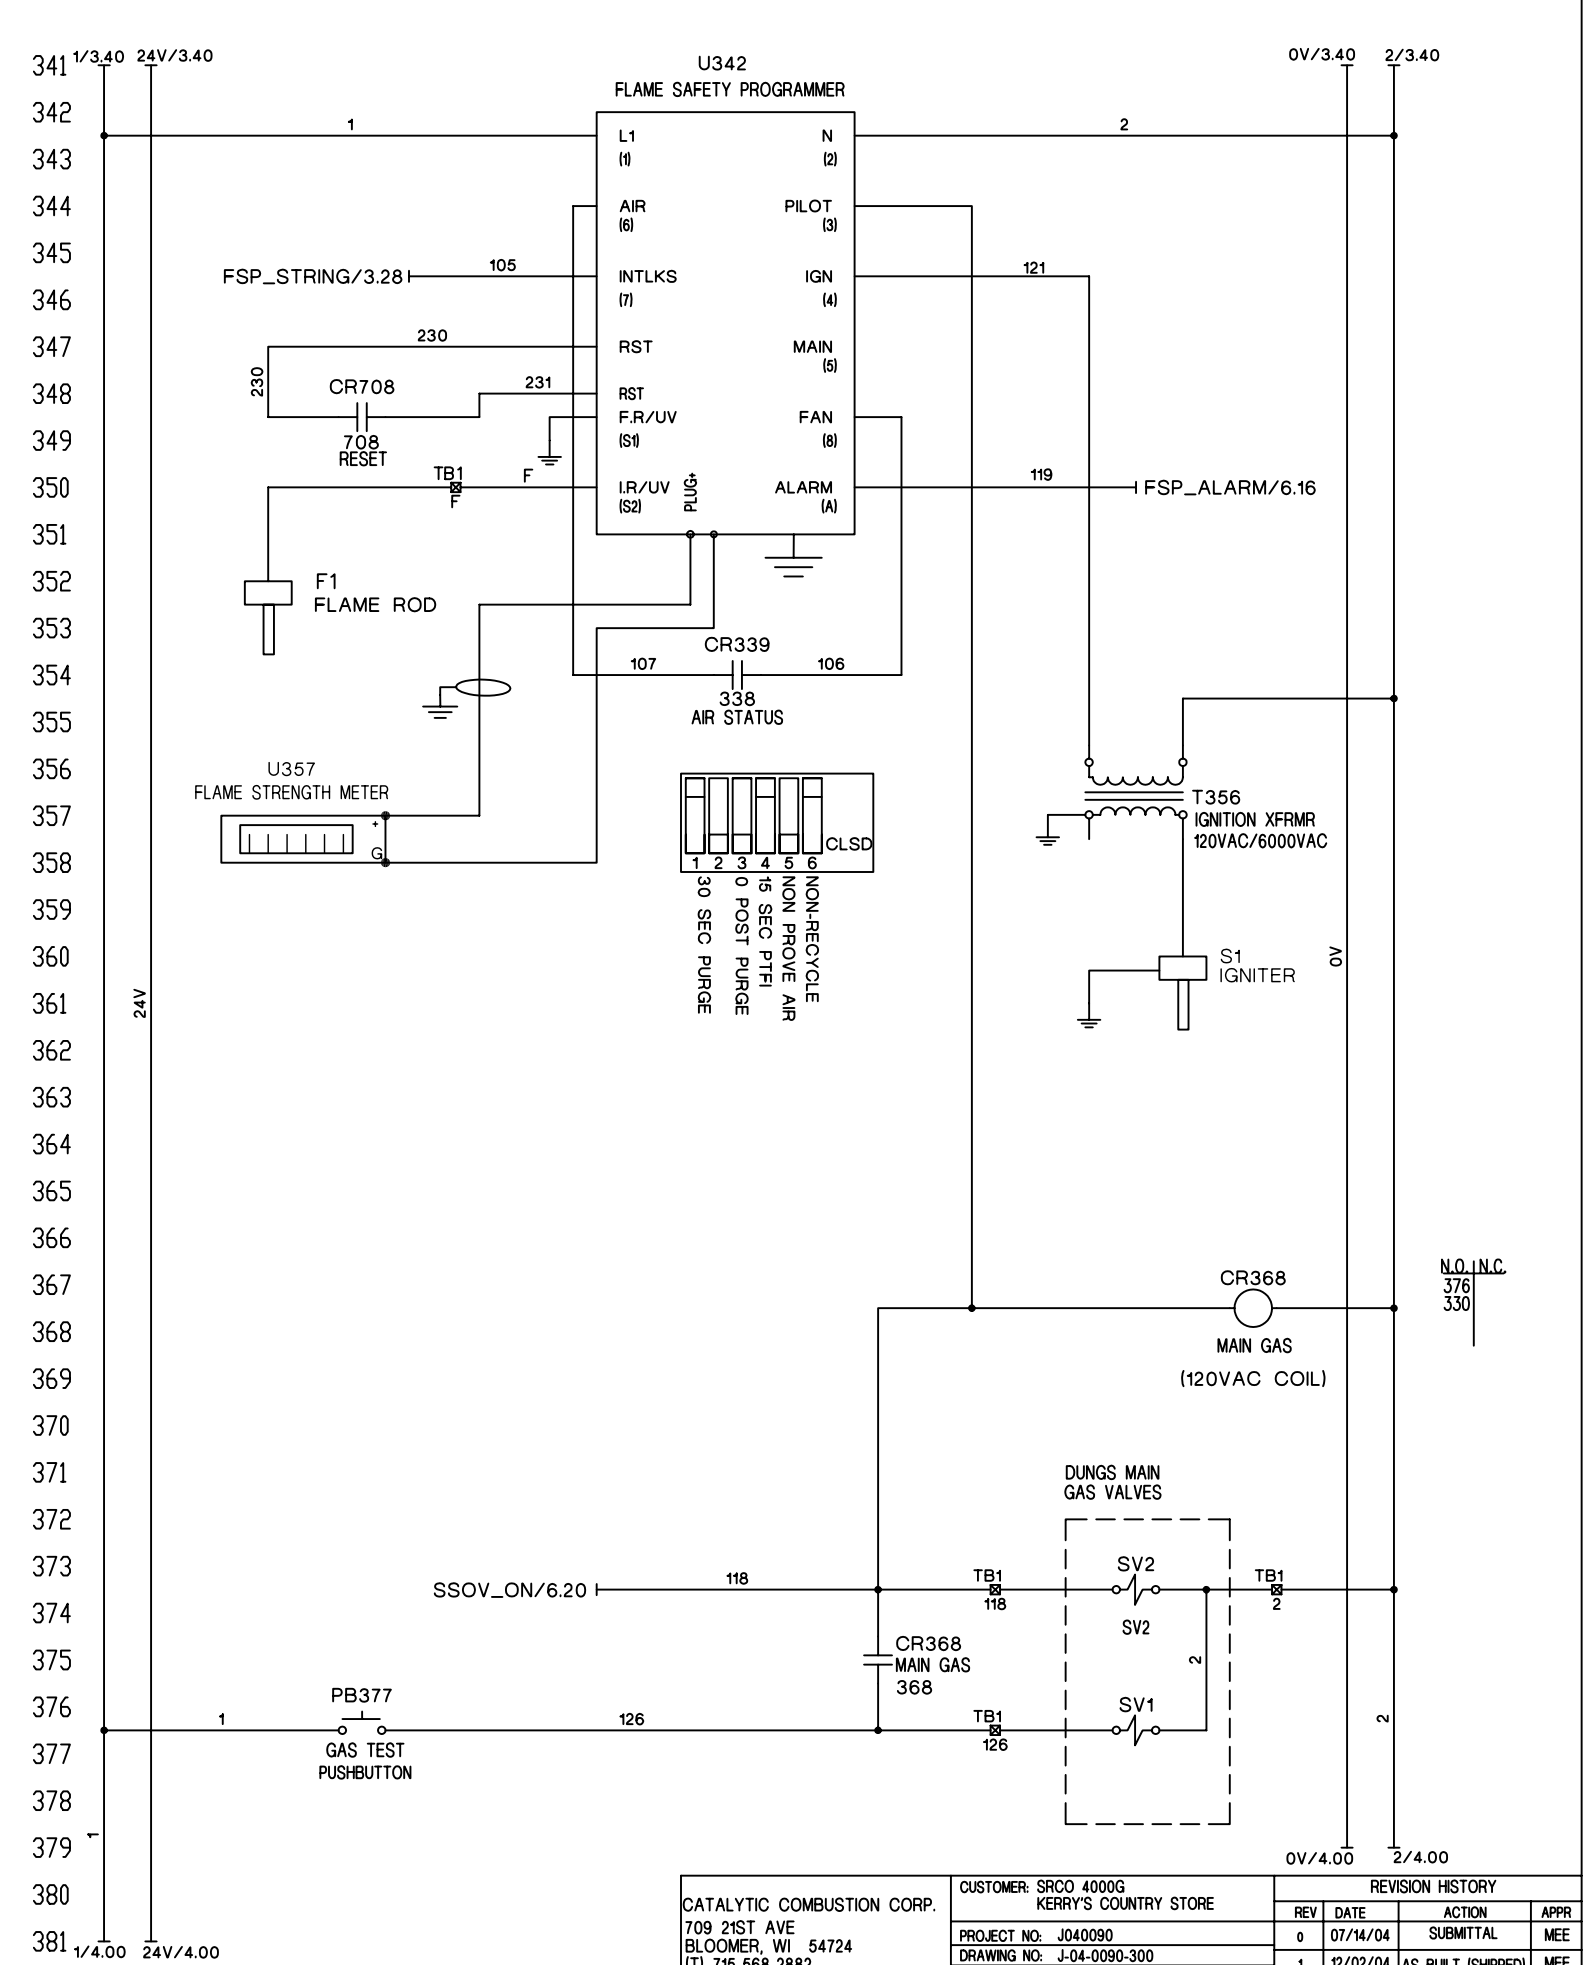 341 1/3.40 24V/3.40
0V/3.40 2/3.40
U342
FLAME SAFETY PROGRAMMER
342
1
2
L1
(1)
N
(2)
343
344
AIR
(6)
PILOT
(3)
345
FSP_STRING/3.28
105
INTLKS
(7)
IGN
(4)
121
346
347
230
RST
MAIN
(5)
230
CR708
231
348
RST
F.R/UV
(S1)
FAN
(8)
708
RESET
349
TB1
F
F
350
I.R/UV
(S2)
PLUG+
ALARM
(A)
119
FSP_ALARM/6.16
351
352
F1
FLAME ROD
353
CR339
354
107
106
338
AIR STATUS
355
356
U357
FLAME STRENGTH METER
T356
IGNITION XFRMR
120VAC/6000VAC
357
+
G
CLSD
358
1 2 3 4 5 6
30 SEC PURGE
0 POST PURGE
15 SEC PTFI
NON PROVE AIR
NON-RECYCLE
359
360
S1
IGNITER
0V
361
24V
362
363
364
365
366
367
CR368
N.O. N.C.
376
330
368
MAIN GAS
369
(120VAC COIL)
370
371
DUNGS MAIN
GAS VALVES
372
373
SSOV_ON/6.20
118
TB1
118
SV2
SV2
TB1
2
374
375
CR368
MAIN GAS
368
2
376
PB377
1
126
TB1
126
SV1
2
377
GAS TEST
PUSHBUTTON
378
379
1
0V/4.00 2/4.00
380
381 1/4.00 24V/4.00
CATALYTIC COMBUSTION CORP.
709 21ST AVE
BLOOMER, WI 54724
(T) 715 568 2882
CUSTOMER: SRCO 4000G
KERRY'S COUNTRY STORE
PROJECT NO: J040090
DRAWING NO: J-04-0090-300
REVISION HISTORY
REV DATE ACTION APPR
0 07/14/04 SUBMITTAL MEE
1 12/02/04 AS BUILT (SHIPPED) MEE